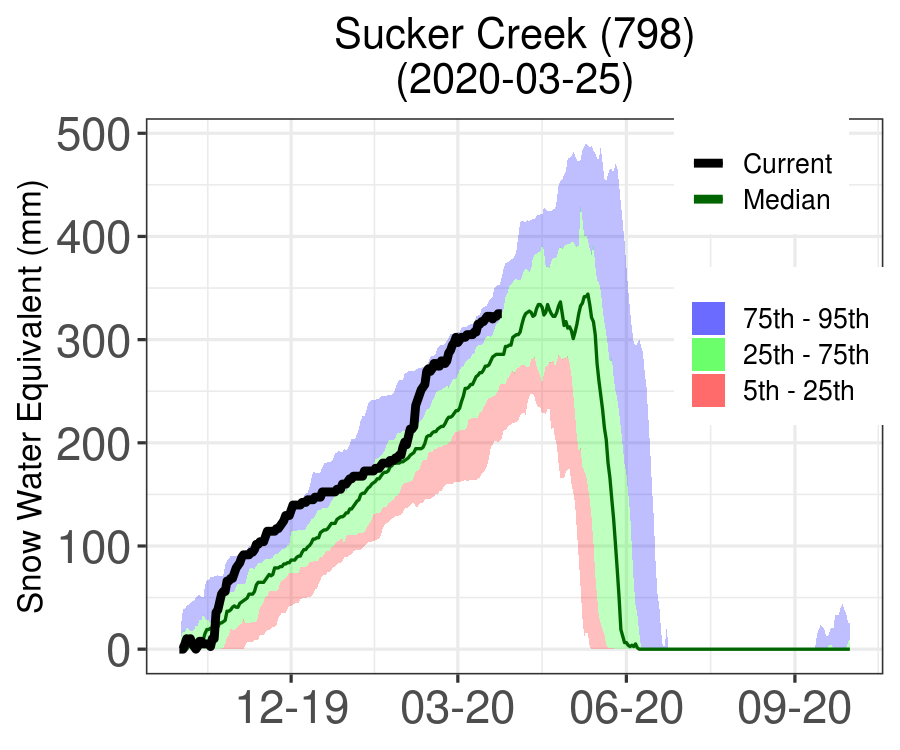 Sucker Creek (798)
(2020-03-25)
Snow Water Equivalent (mm)
500
400
300
200
100
0
12-19
03-20
06-20
09-20
Current
Median
75th - 95th
25th - 75th
5th - 25th